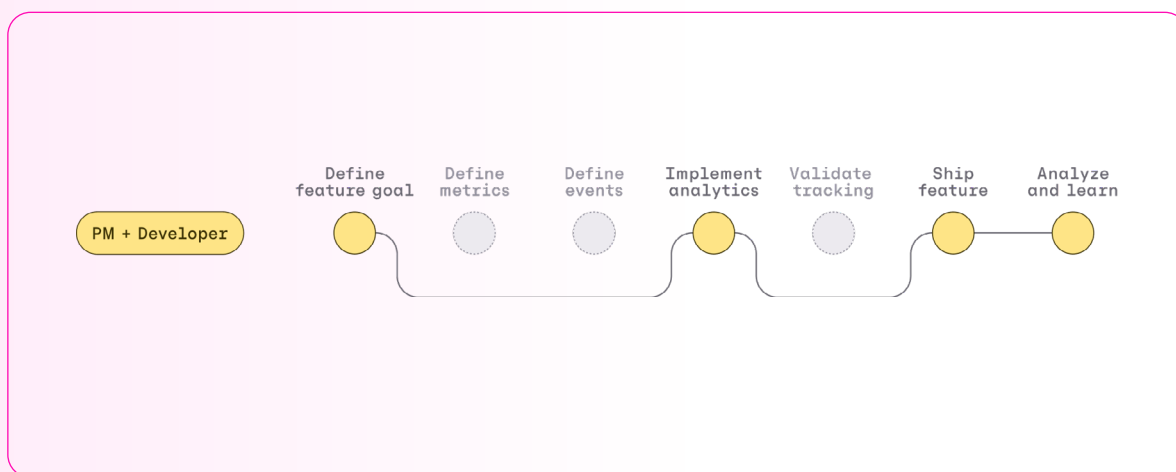 Define
feature goal
Define
metrics
Define
events
Implement
analytics
Validate
tracking
Ship
feature
Analyze
and learn
PM + Developer